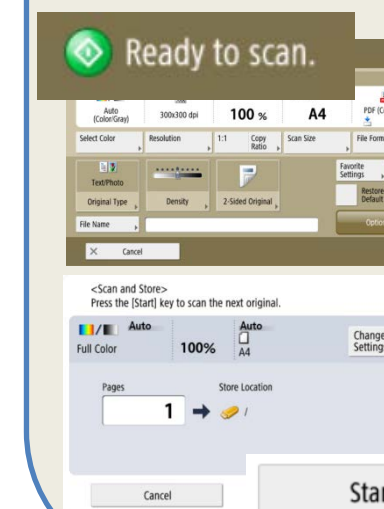 Ready to scan.
Auto
(Color/Gray)
300x300 dpi
100 %
A4
PDF
Select Color
Resolution
1:1
Copy
Ratio
Scan Size
File
Text/Photo
Favorite
Settings
Original Type
Density
2-Sided Original
Restore
Default
File Name
Cancel
<Scan and Store>
Press the [Start] key to scan the next original.
Auto
Full Color
100%
Auto
A4
Change
Pages
Store Location
1
/
Cancel